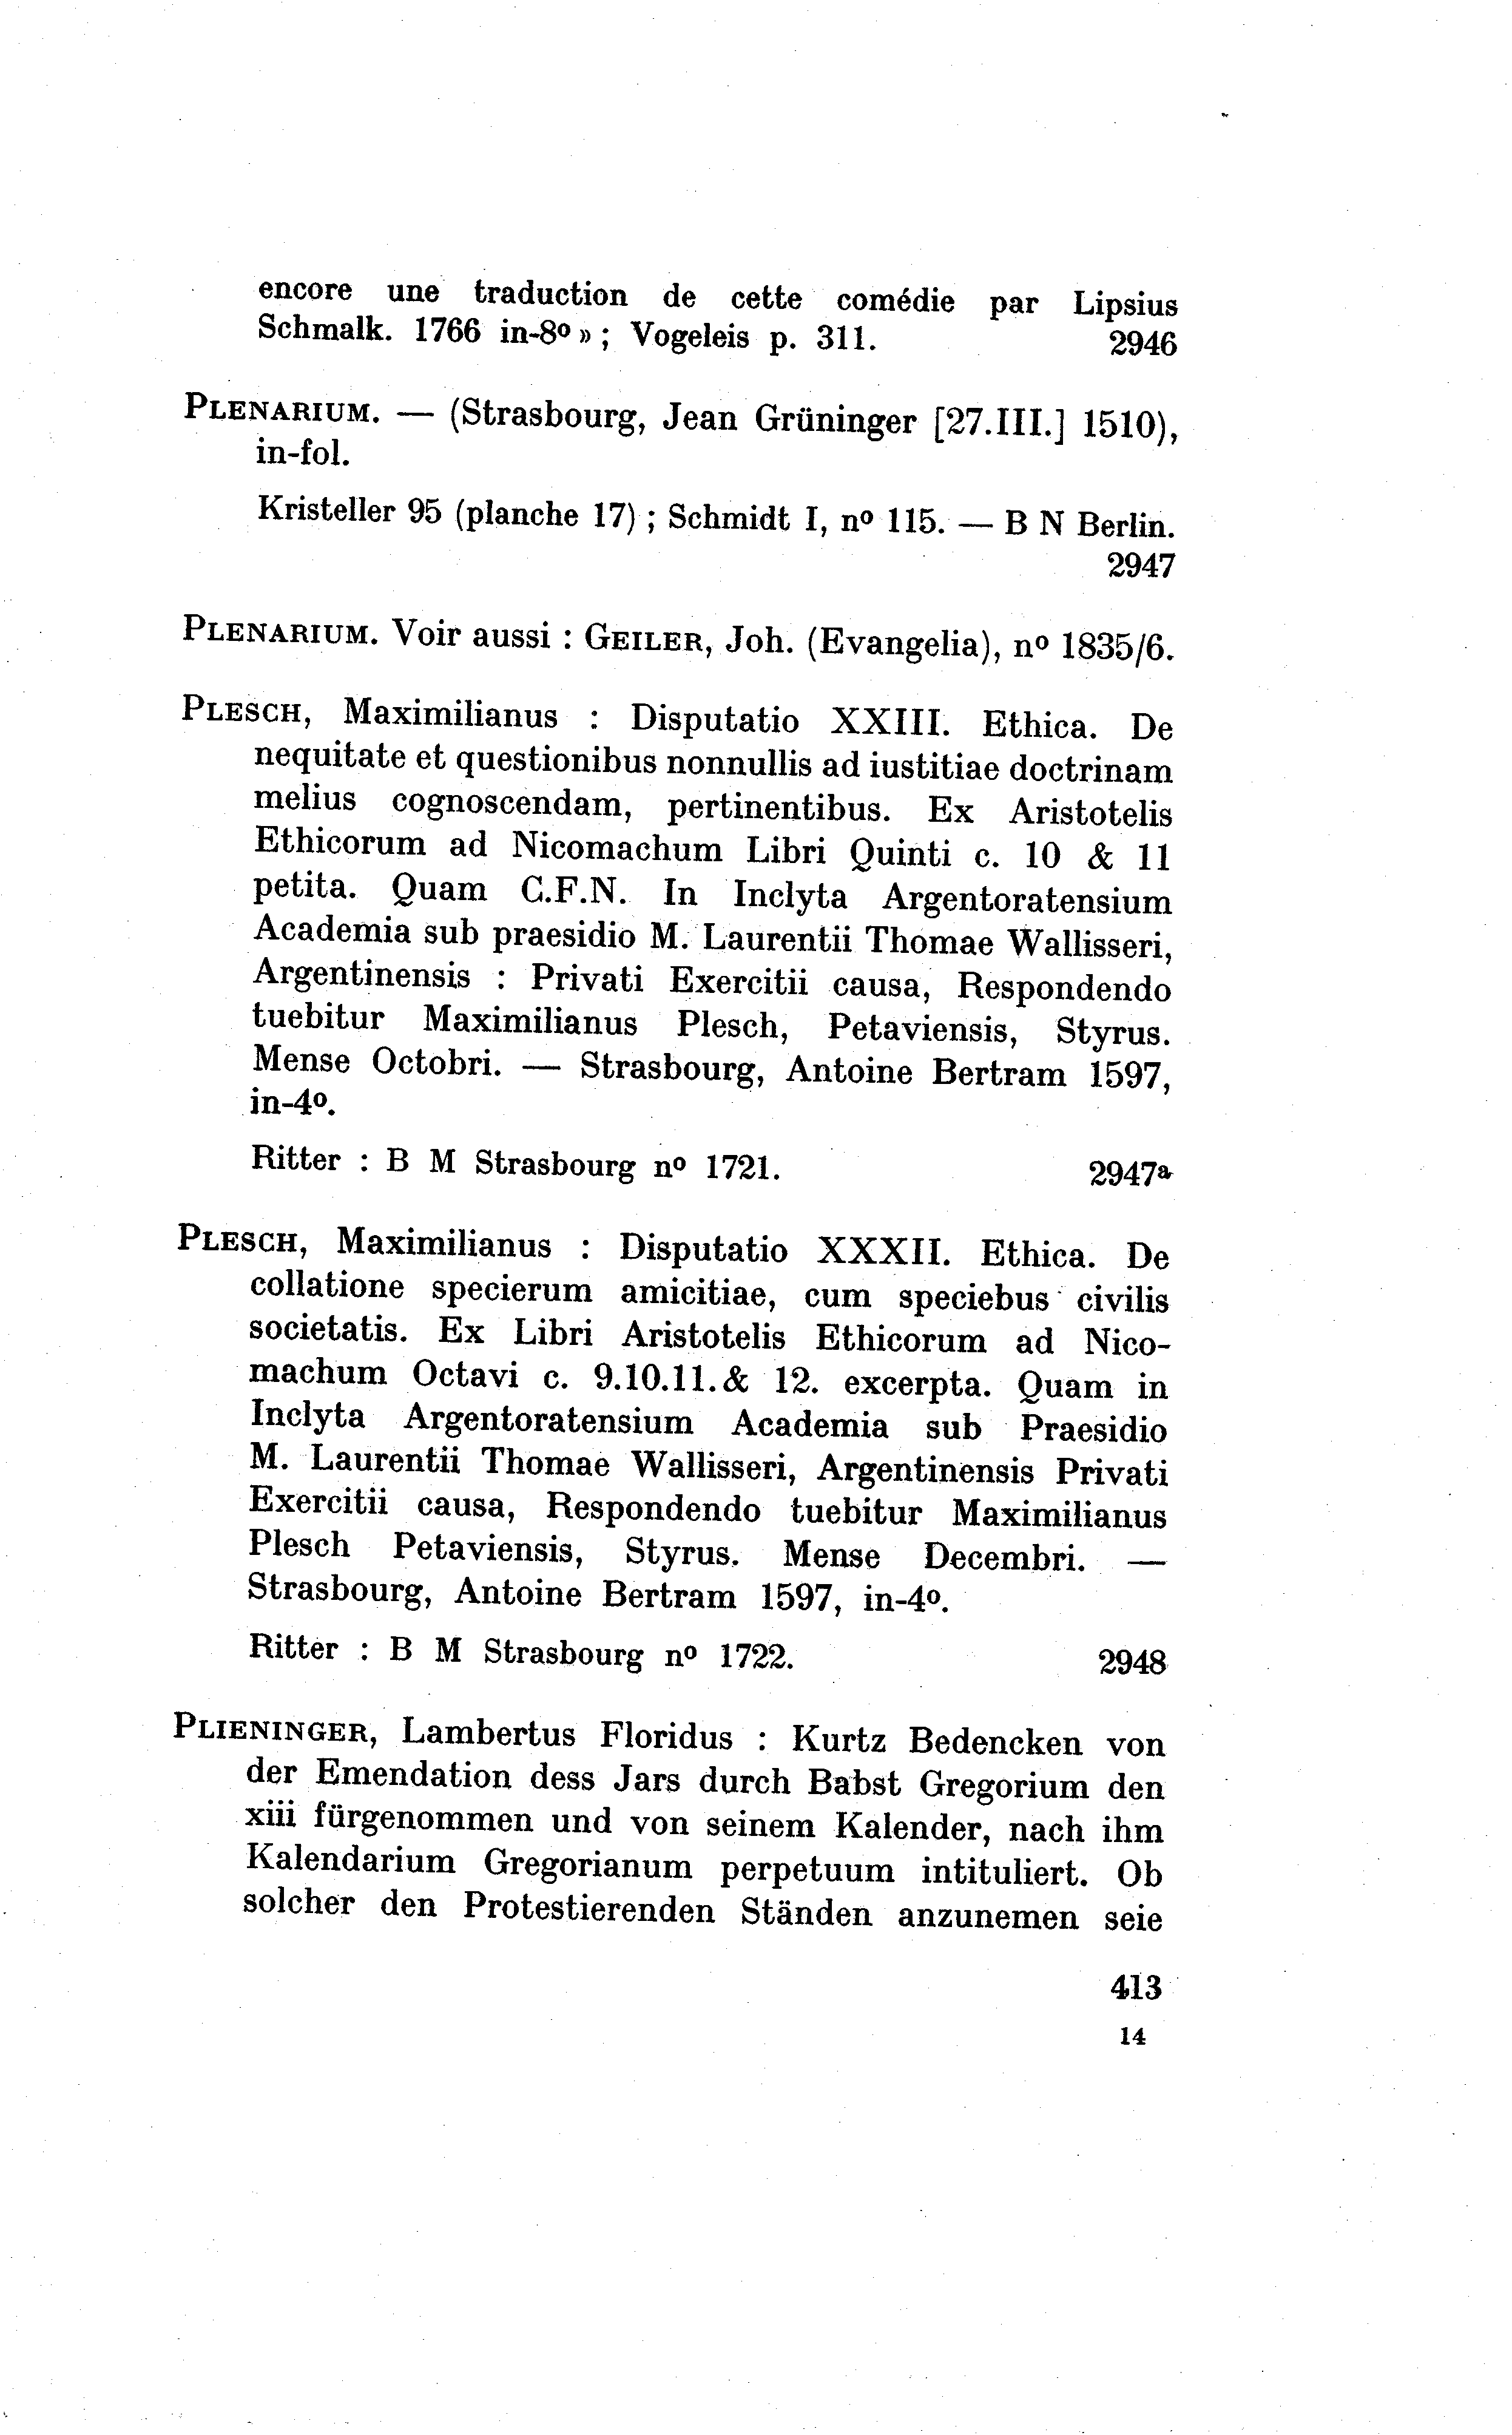 encore une traduction de cette comédie par Lipsius
Schmalk. 1766 in-8º » ; Vogeleis p. 311. 2946
PLENARIUM. — (Strasbourg, Jean Grüninger [27.III.] 1510),
in-fol.
Kristeller 95 (planche 17) ; Schmidt I, nº 115. — B N Berlin.
2947
PLENARIUM. Voir aussi : GEILER, Joh. (Evangelia), nº 1835/6.
PLESCH, Maximilianus : Disputatio XXIII. Ethica. De
nequitate et questionibus nonnullis ad iustitiae doctrinam
melius cognoscendam, pertinentibus. Ex Aristotelis
Ethicorum ad Nicomachum Libri Quinti c. 10 & 11
petita. Quam C.F.N. In Inclyta Argentoratensium
Academia sub praesidio M. Laurentii Thomae Wallisseri,
Argentinensis : Privati Exercitii causa, Respondendo
tuebitur Maximilianus Plesch, Petaviensis, Styrus.
Mense Octobri. — Strasbourg, Antoine Bertram 1597,
in-4º.
Ritter : B M Strasbourg nº 1721. 2947ª
PLESCH, Maximilianus : Disputatio XXXII. Ethica. De
collatione specierum amicitiae, cum speciebus civilis
societatis. Ex Libri Aristotelis Ethicorum ad Nico-
machum Octavi c. 9.10.11.& 12. excerpta. Quam in
Inclyta Argentoratensium Academia sub Praesidio
M. Laurentii Thomae Wallisseri, Argentinensis Privati
Exercitii causa, Respondendo tuebitur Maximilianus
Plesch Petaviensis, Styrus. Mense Decembri. —
Strasbourg, Antoine Bertram 1597, in-4º.
Ritter : B M Strasbourg nº 1722. 2948
PLIENINGER, Lambertus Floridus : Kurtz Bedencken von
der Emendation dess Jars durch Babst Gregorium den
xiii fürgenommen und von seinem Kalender, nach ihm
Kalendarium Gregorianum perpetuum intituliert. Ob
solcher den Protestierenden Ständen anzunemen seie
413
14